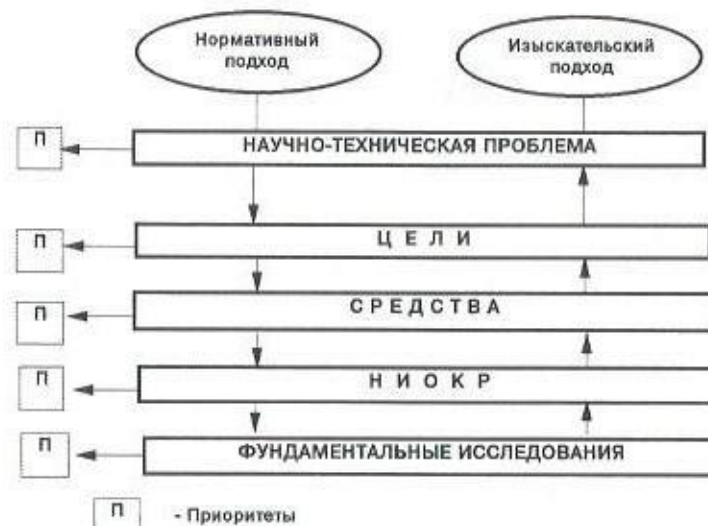 Нормативный
подход
Изыскательский
подход
П
НАУЧНО-ТЕХНИЧЕСКАЯ ПРОБЛЕМА
П
Ц Е Л И
П
С Р Е Д С Т В А
П
Н И О К Р
П
ФУНДАМЕНТАЛЬНЫЕ ИССЛЕДОВАНИЯ
П - Приоритеты